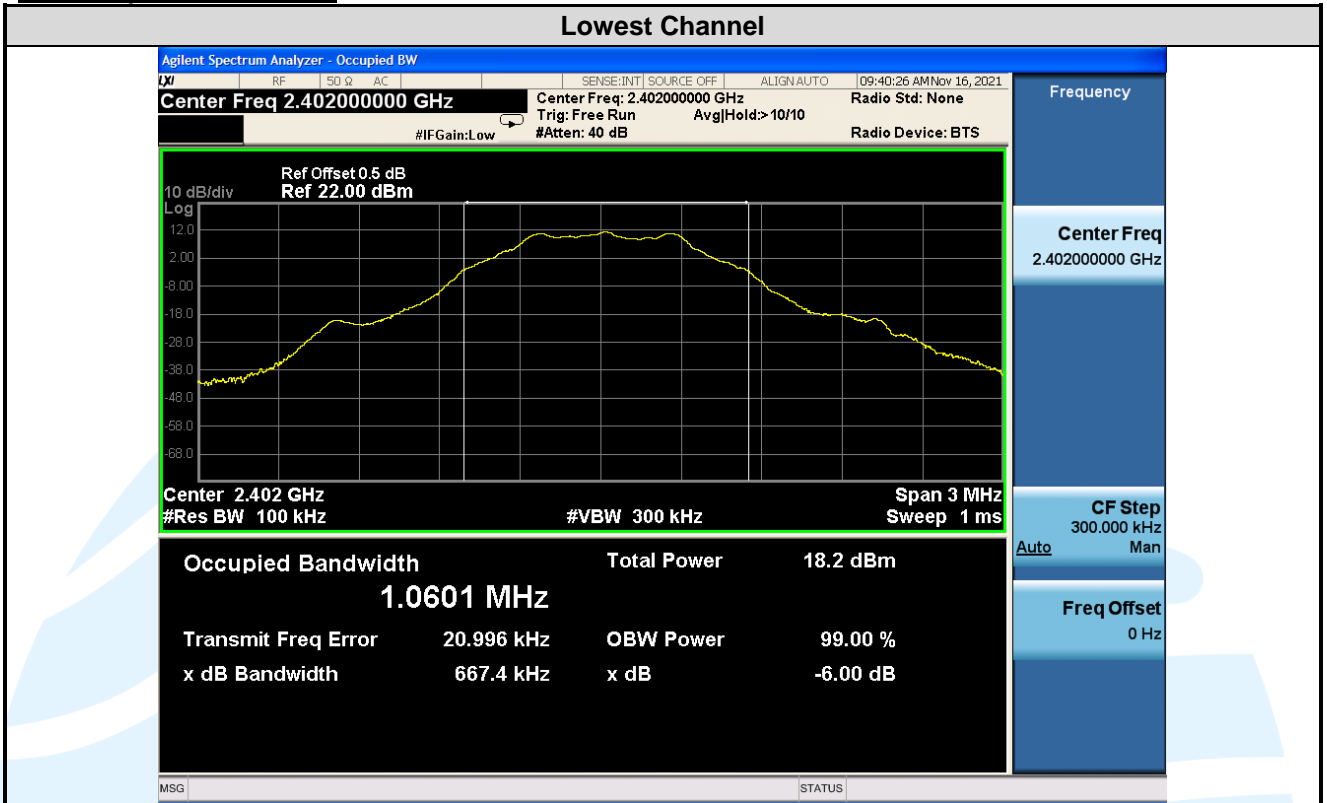 Lowest Channel
Agilent Spectrum Analyzer - Occupied BW
LXI RF 50 Ω AC SENSE:INT SOURCE OFF ALIGN AUTO 09:40:26 AM Nov 16, 2021
Center Freq 2.402000000 GHz
Center Freq: 2.402000000 GHz
Radio Std: None
Trig: Free Run Avg|Hold:> 10/10
#IFGain:Low #Atten: 40 dB
Radio Device: BTS
Ref Offset 0.5 dB
10 dB/div Ref 22.00 dBm
Log
12.0
2.00
-8.00
-18.0
-28.0
-38.0
-48.0
-58.0
-68.0
Center 2.402 GHz Span 3 MHz
#Res BW 100 kHz #VBW 300 kHz Sweep 1 ms
Occupied Bandwidth Total Power 18.2 dBm
1.0601 MHz
Transmit Freq Error 20.996 kHz OBW Power 99.00 %
x dB Bandwidth 667.4 kHz x dB -6.00 dB
Frequency
Center Freq
2.402000000 GHz
CF Step
300.000 kHz
Auto Man
Freq Offset
0 Hz
MSG STATUS